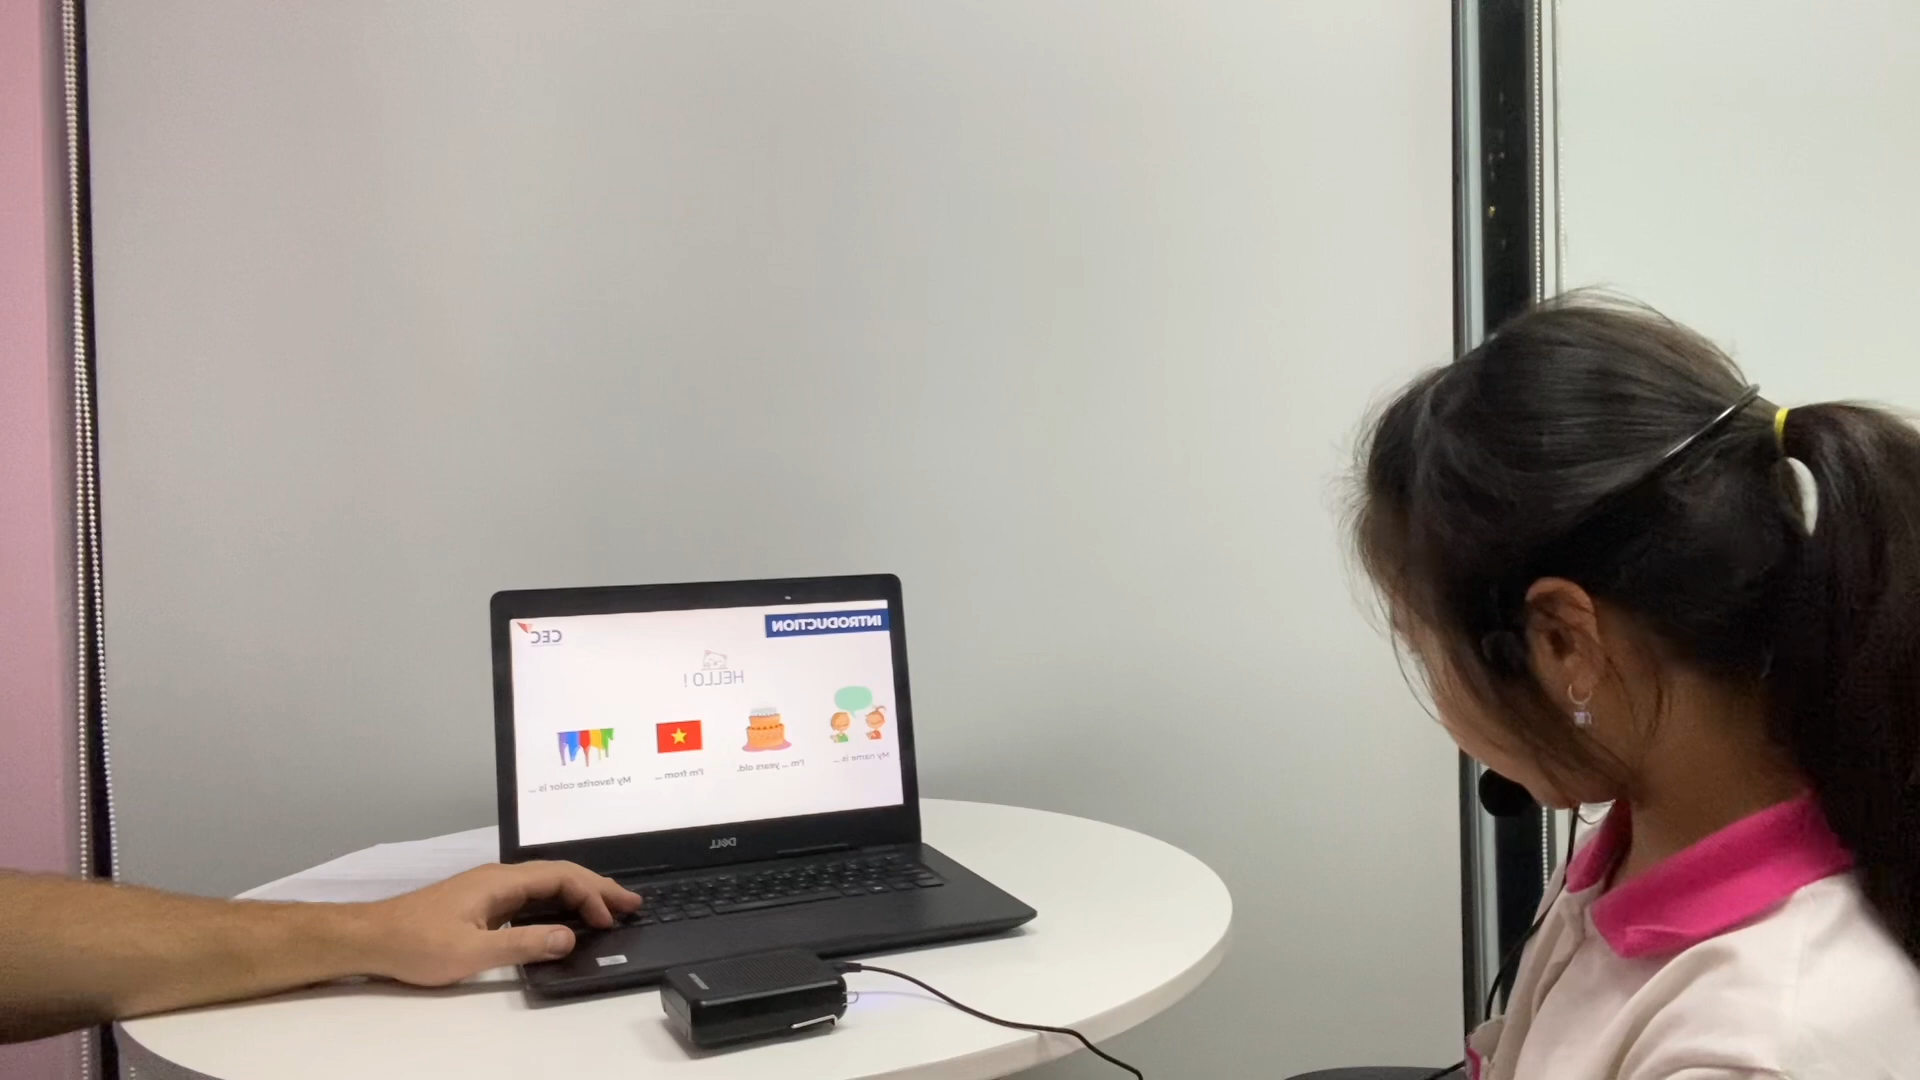 INTRODUCTION
CEC
HELLO !
My name is ...
I'm ... years old.
I'm from ...
My favorite color is ...
DELL